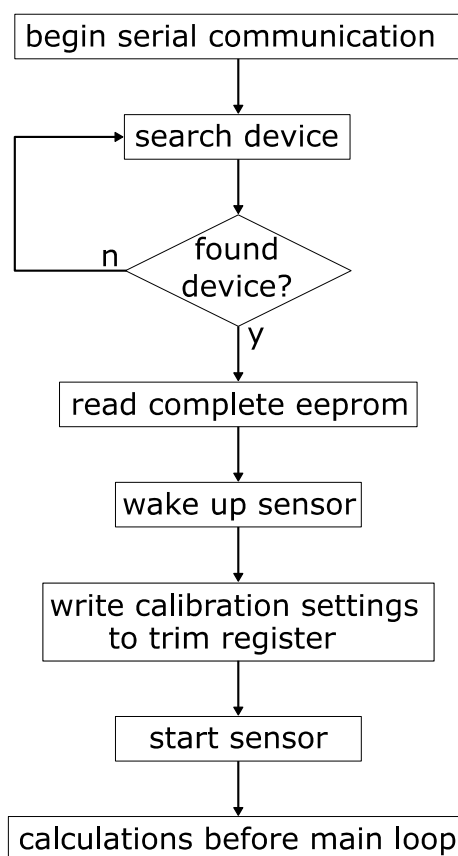 begin serial communication
search device
found
device?
n
y
read complete eeprom
wake up sensor
write calibration settings
to trim register
start sensor
calculations before main loop